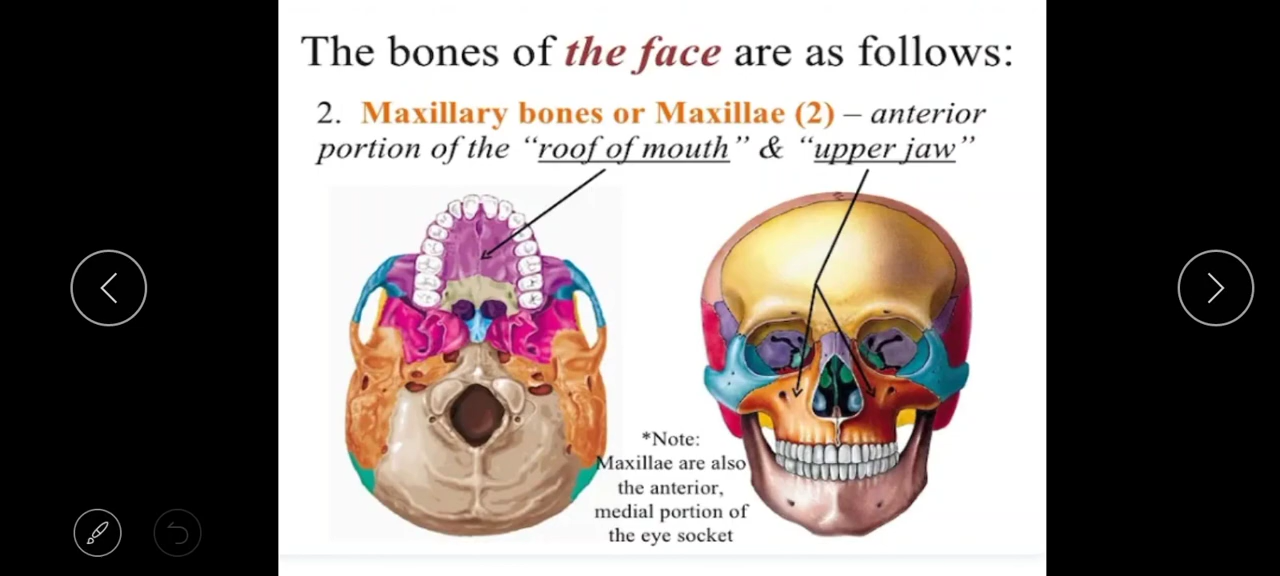 The bones of the face are as follows:
2. Maxillary bones or Maxillae (2) – anterior
portion of the “roof of mouth” & “upper jaw”
*Note:
Maxillae are also
the anterior,
medial portion of
the eye socket